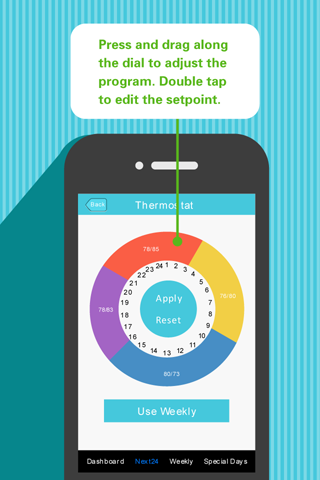 Press and drag along
the dial to adjust the
program. Double tap
to edit the setpoint.
Back
Thermostat
78/85
78/80
80/73
78/83
1 2 3 4 5 6 7 8 9 10 11 12 13 14 15 16 17 18 19 20 21 22 23 24
Apply
Reset
Use Weekly
Dashboard Next24 Weekly Special Days